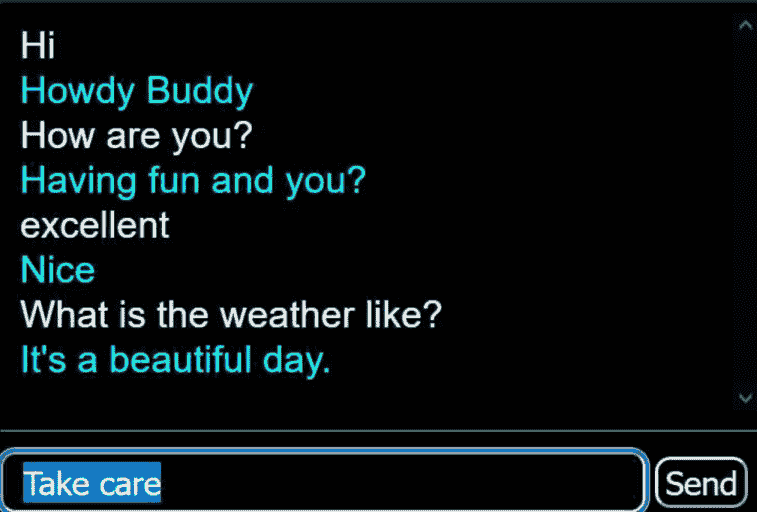 Hi
Howdy Buddy
How are you?
Having fun and you?
excellent
Nice
What is the weather like?
It's a beautiful day.
Take care
Send